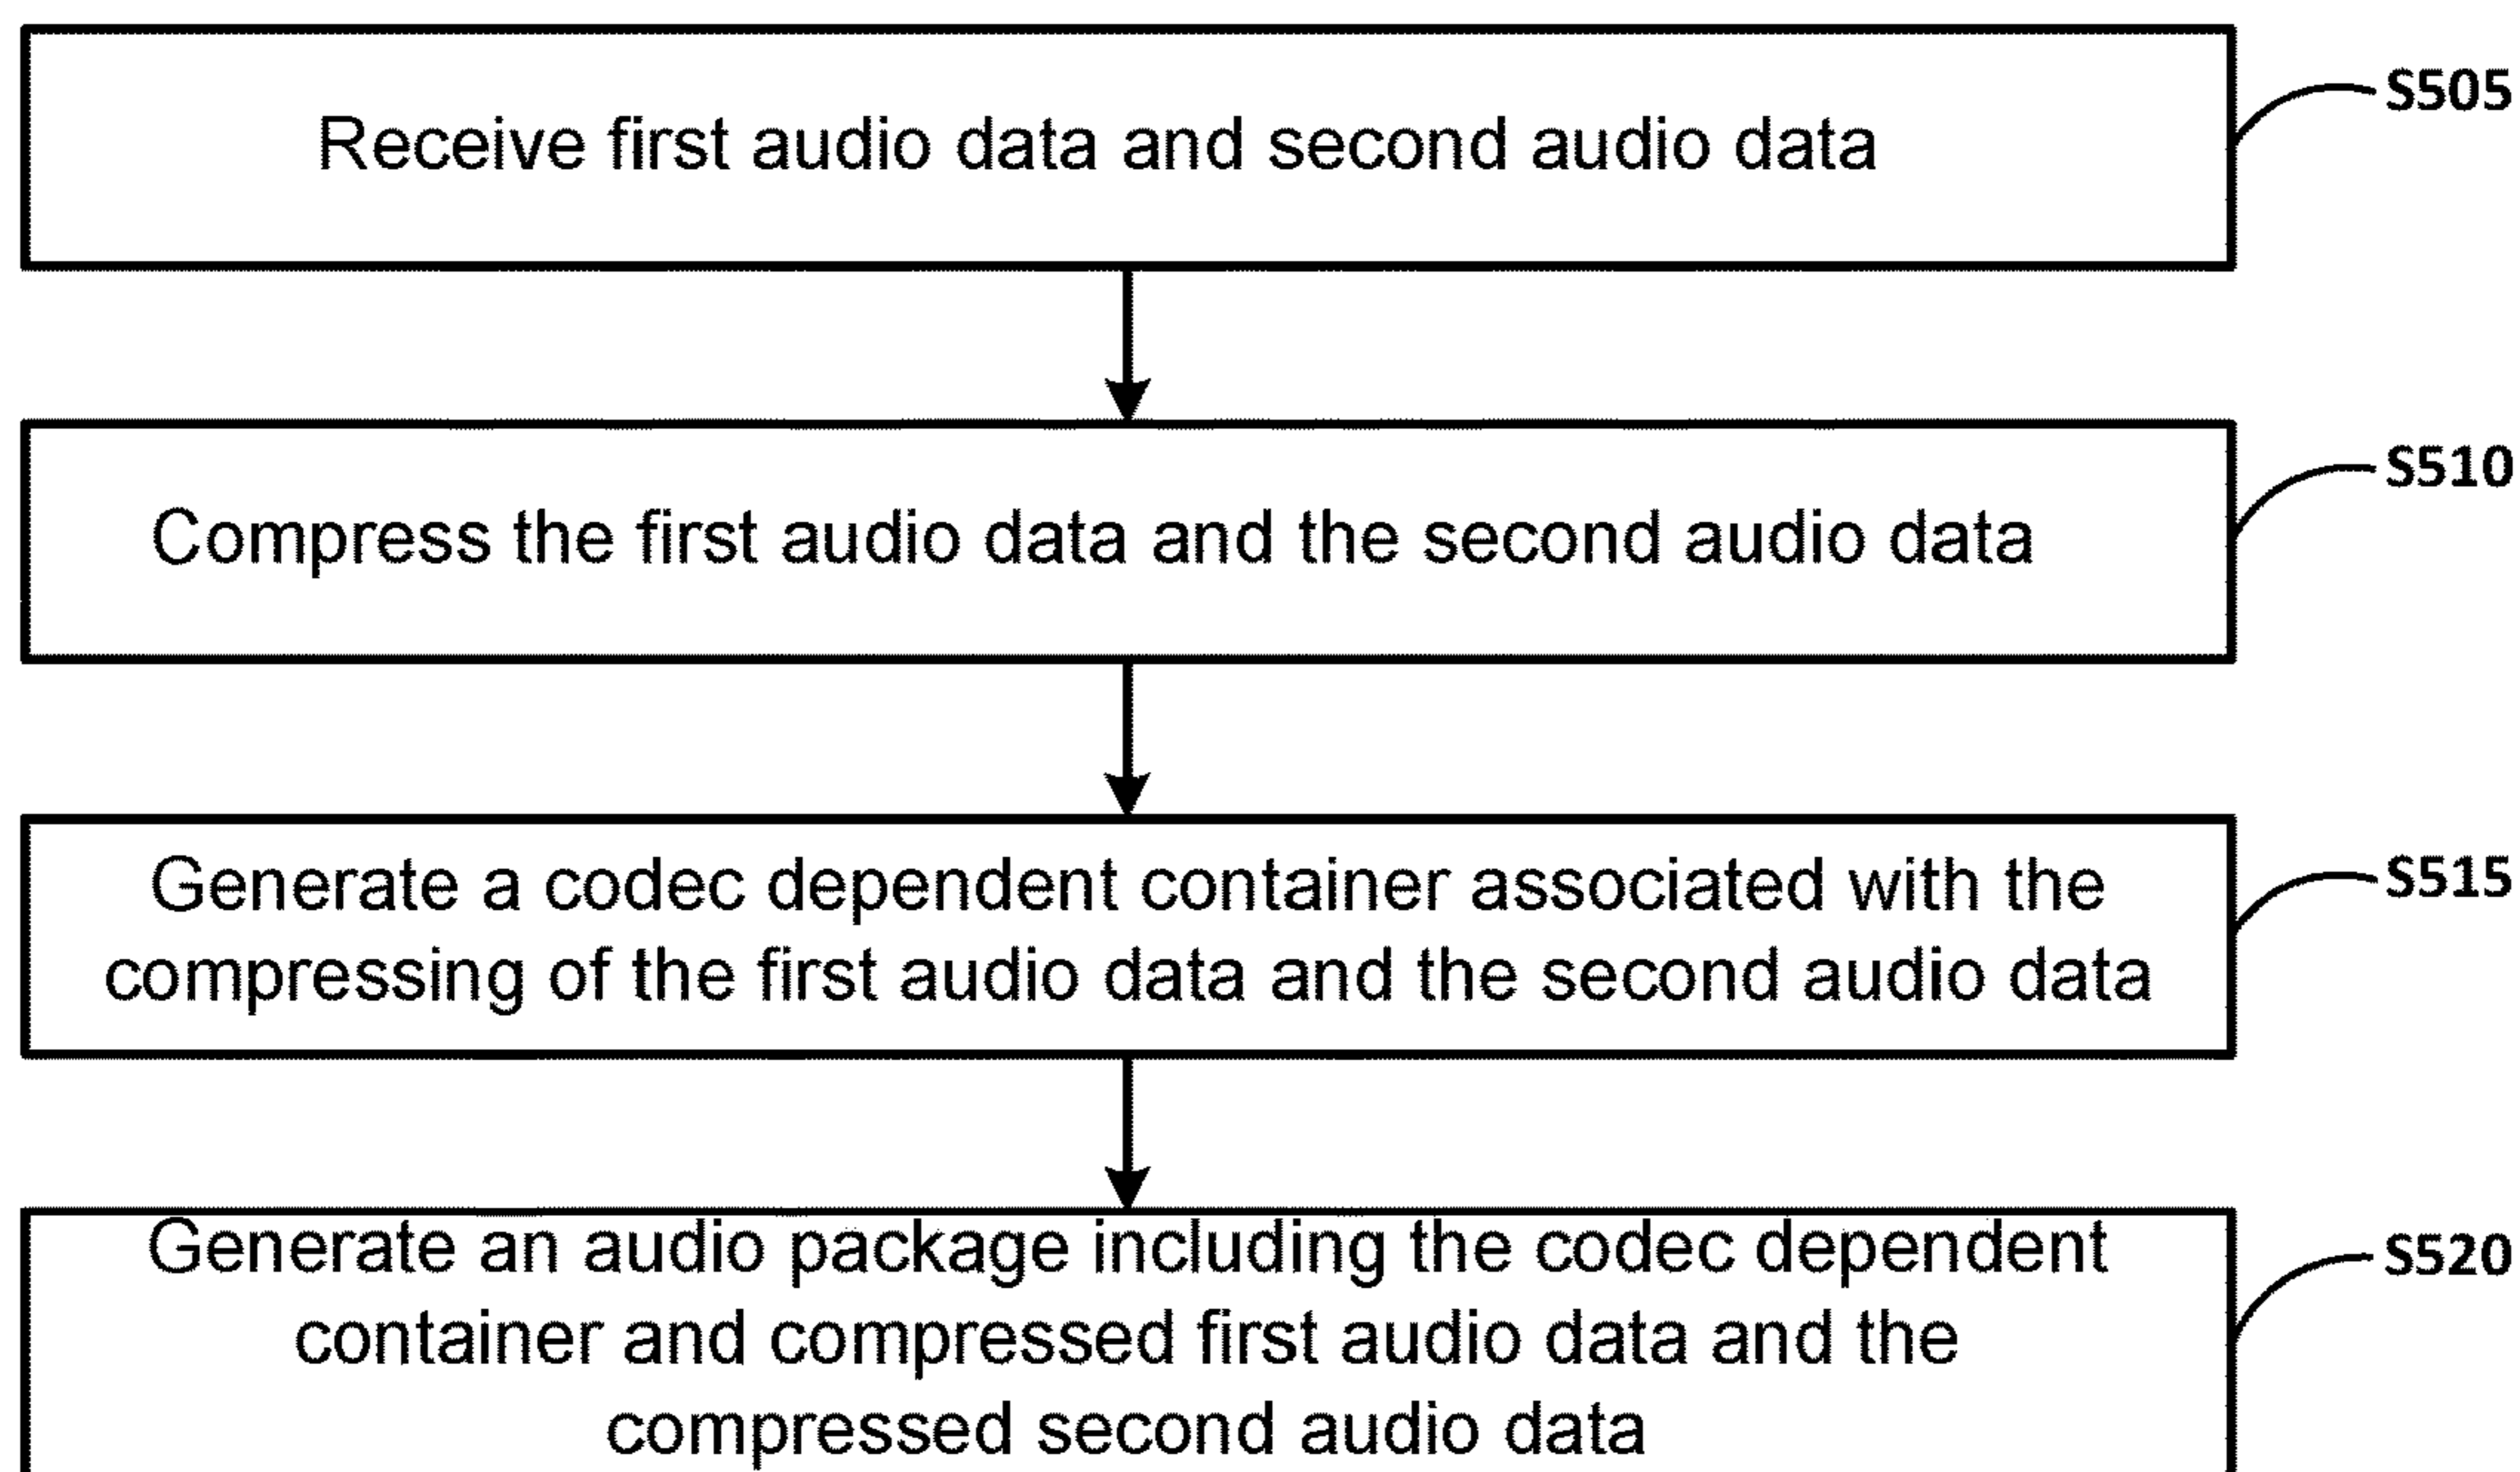 Receive first audio data and second audio data
S505
Compress the first audio data and the second audio data
S510
Generate a codec dependent container associated with the
compressing of the first audio data and the second audio data
S515
Generate an audio package including the codec dependent
container and compressed first audio data and the
compressed second audio data
S520